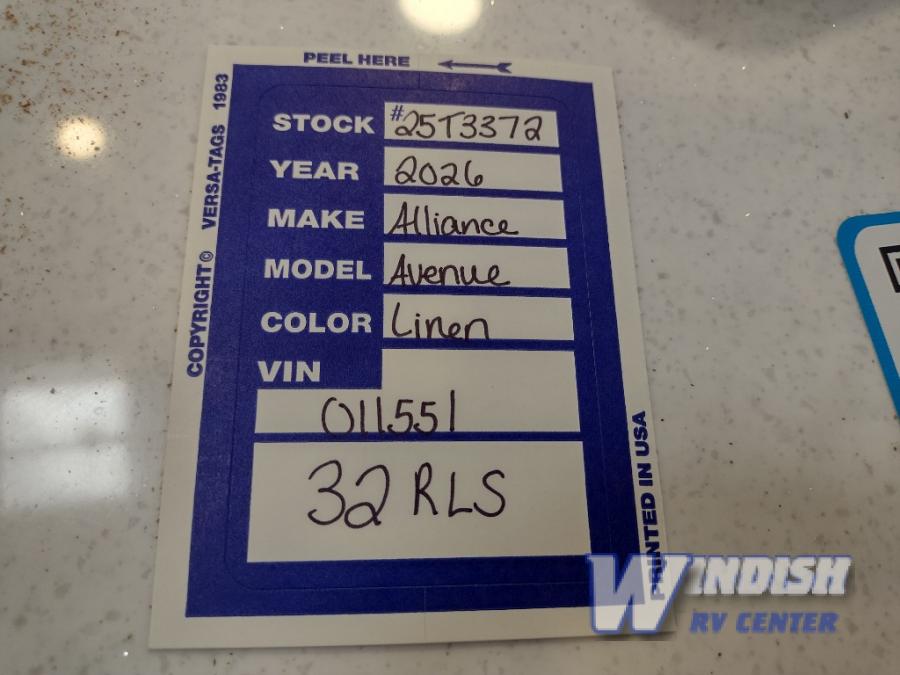 PEEL HERE
COPYRIGHT© VERSA-TAGS 1983
STOCK #25T3372
YEAR 2026
MAKE Alliance
MODEL Avenue
COLOR Linen
VIN
011551
32 RLS
PRINTED IN USA
WINDISH
RV CENTER